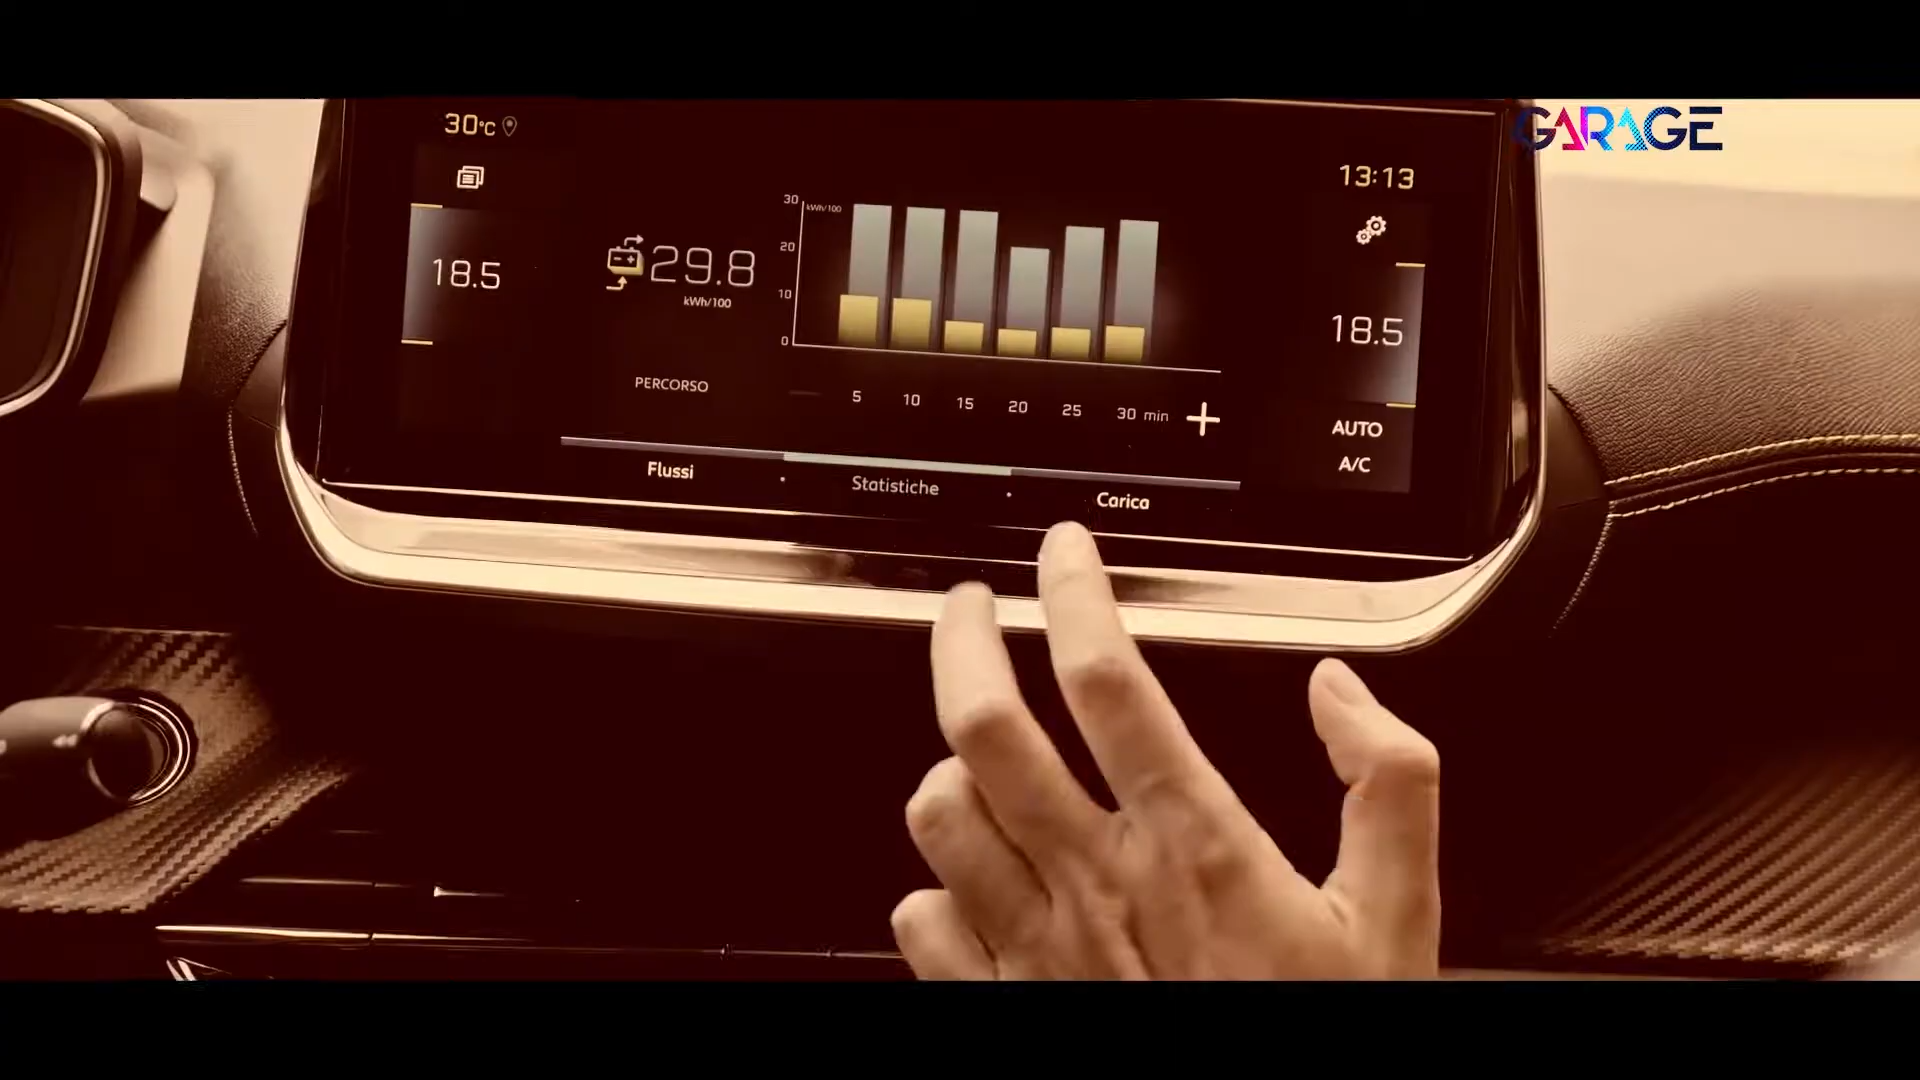 GARAGE
30°C
13:13
18.5
29.8
kWh/100
30
kWh/100
20
10
0
18.5
PERCORSO
5 10 15 20 25 30 min +
AUTO
A/C
Flussi · Statistiche · Carica